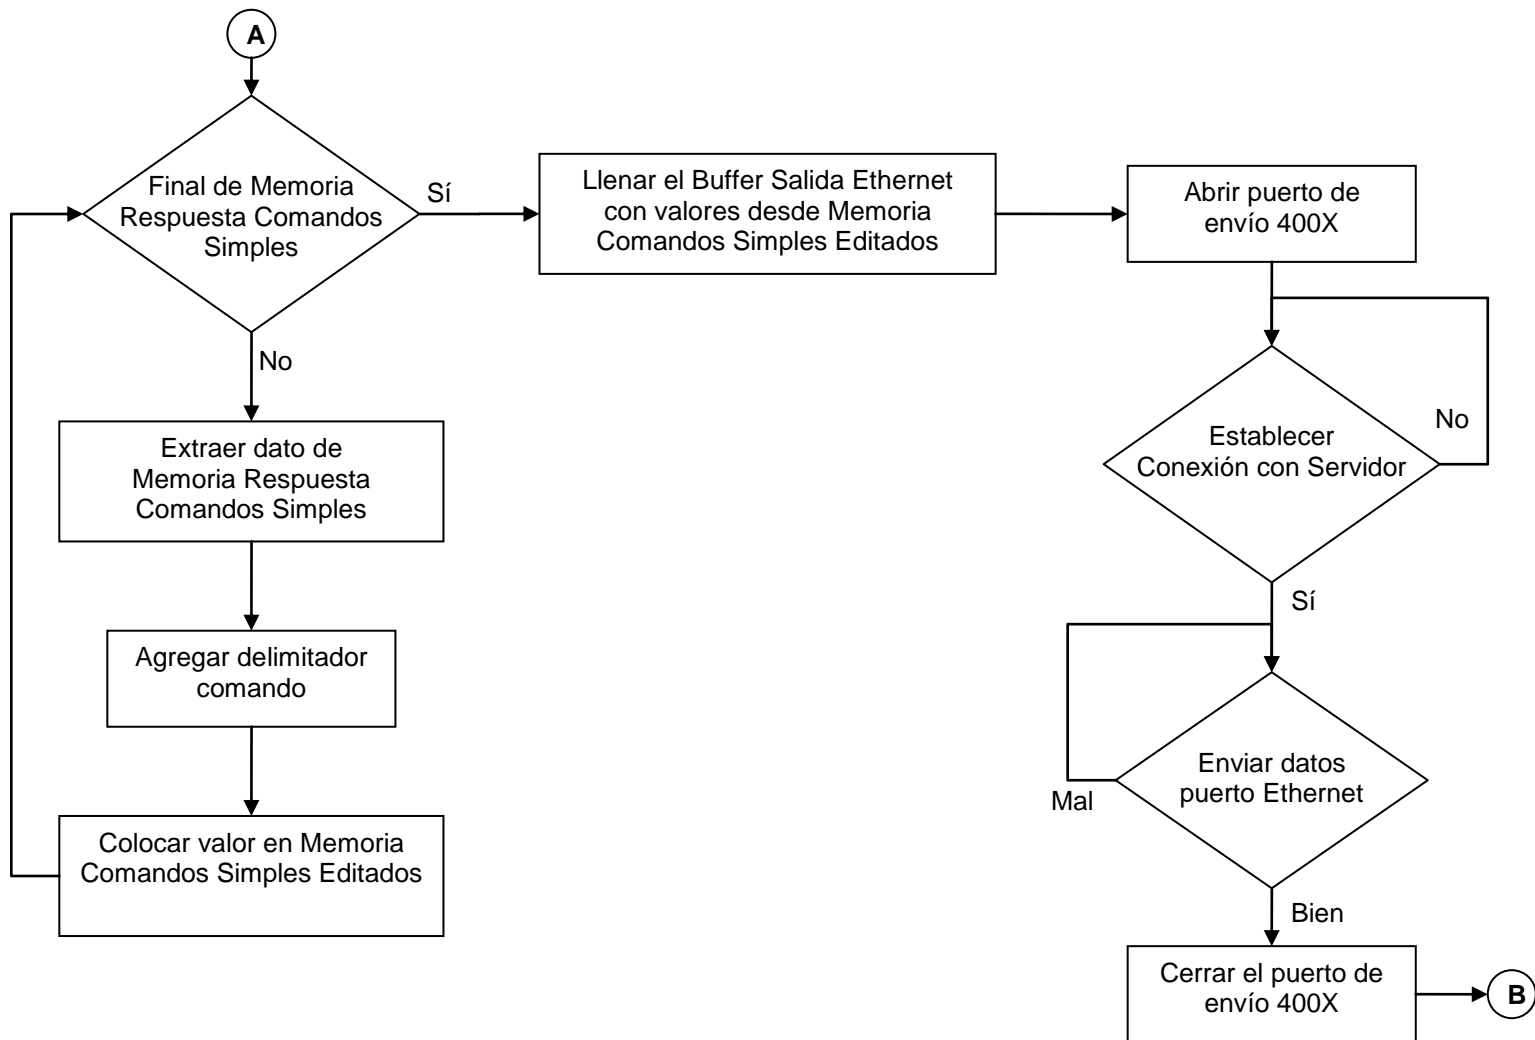 A
Final de Memoria
Respuesta Comandos
Simples
Sí
No
Extraer dato de
Memoria Respuesta
Comandos Simples
Agregar delimitador
comando
Colocar valor en Memoria
Comandos Simples Editados
Llenar el Buffer Salida Ethernet
con valores desde Memoria
Comandos Simples Editados
Abrir puerto de
envío 400X
Establecer
Conexión con Servidor
No
Sí
Enviar datos
puerto Ethernet
Mal
Bien
Cerrar el puerto de
envío 400X
B